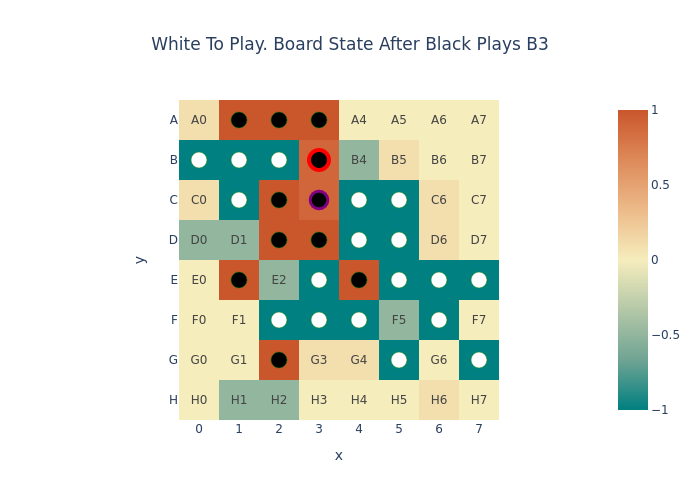 White To Play. Board State After Black Plays B3
A A0 A4 A5 A6 A7
B B4 B5 B6 B7
C C0 C6 C7
D D0 D1 D6 D7
E E0 E2
F F0 F1 F5 F7
G G0 G1 G3 G4 G6
H H0 H1 H2 H3 H4 H5 H6 H7
0 1 2 3 4 5 6 7
x
y
1
0.5
0
−0.5
−1